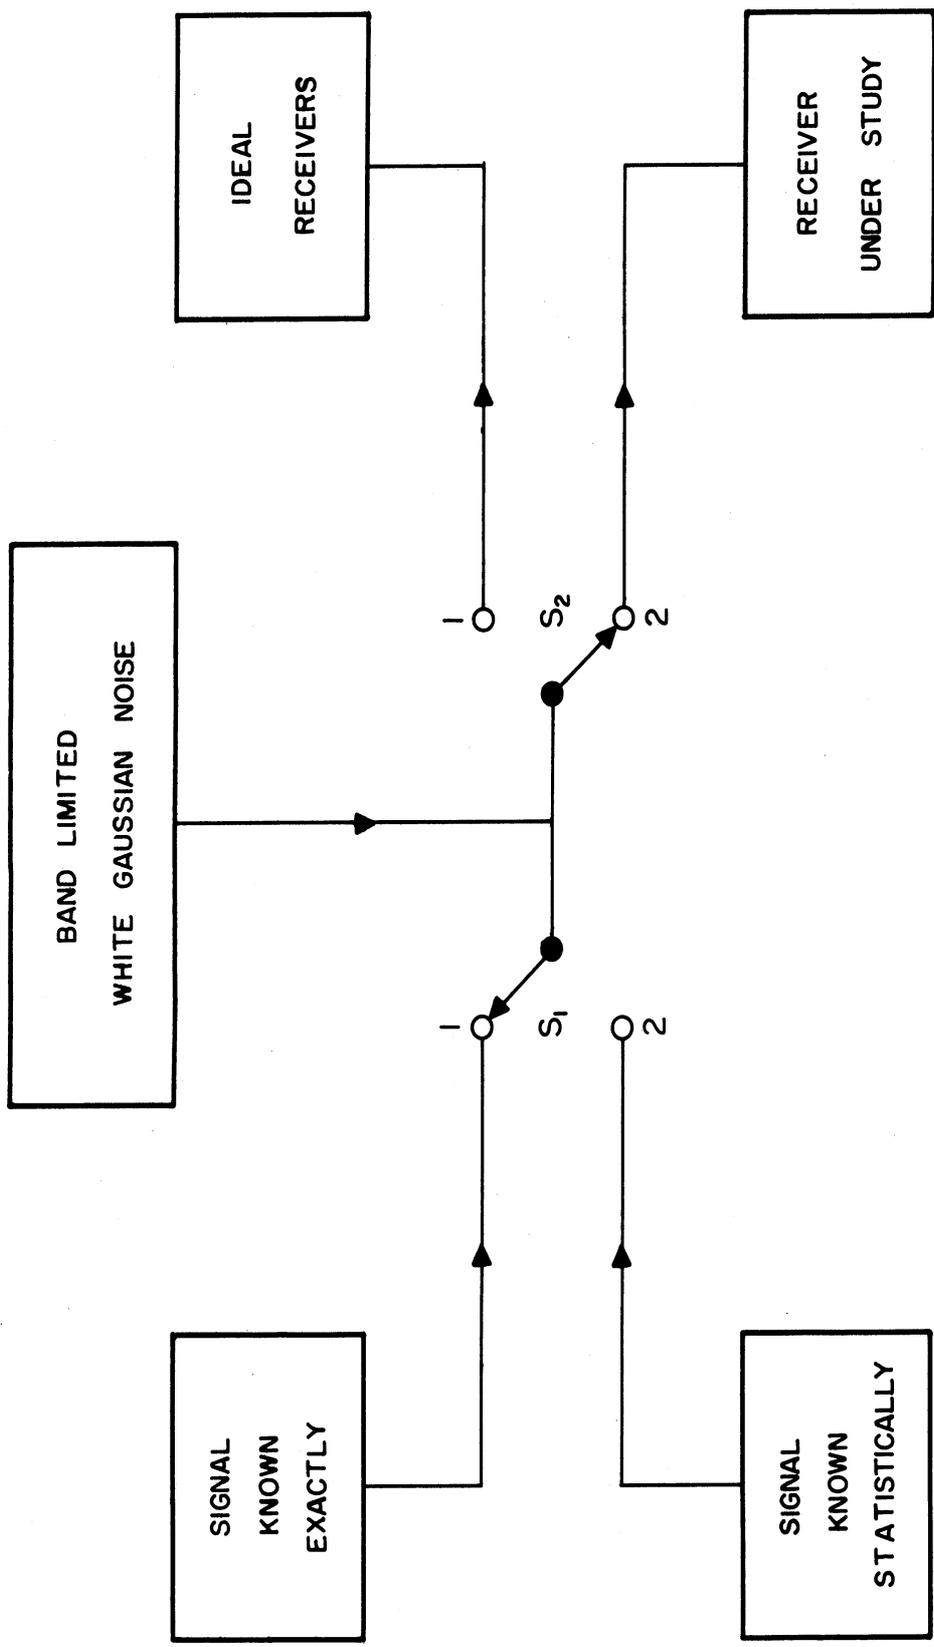 BAND LIMITED
WHITE GAUSSIAN NOISE
SIGNAL
KNOWN
EXACTLY
IDEAL
RECEIVERS
1
1
S₁
S₂
2
2
SIGNAL
KNOWN
STATISTICALLY
RECEIVER
UNDER STUDY